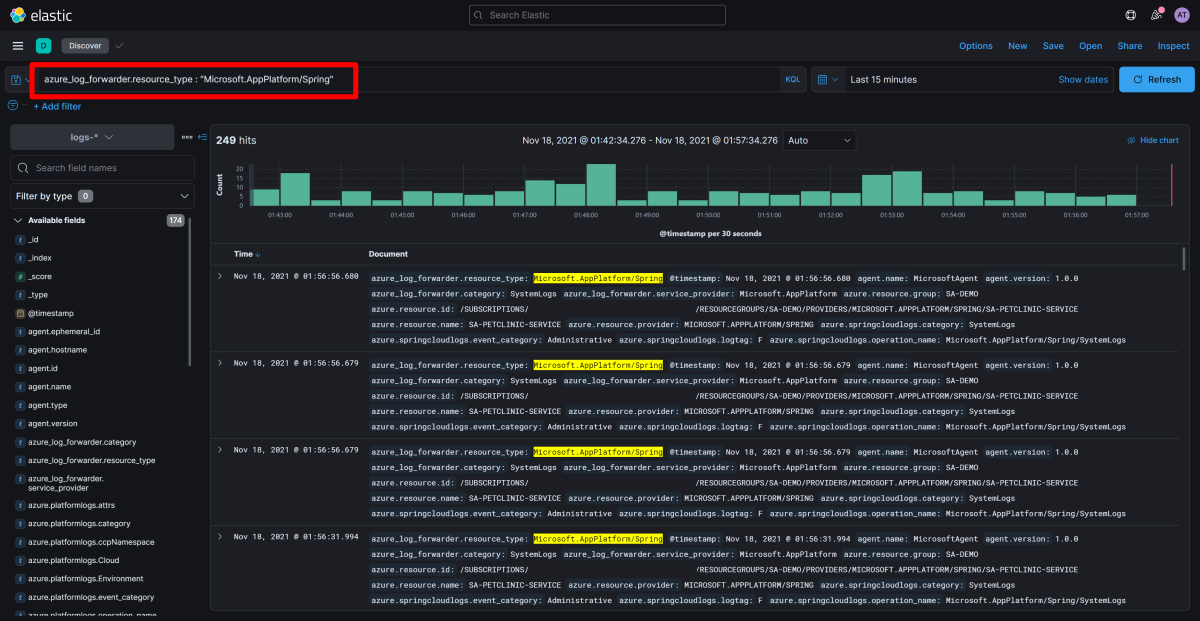 elastic
Search Elastic
AT
D
Discover
Options New Save Open Share Inspect
azure_log_forwarder.resource_type : "Microsoft.AppPlatform/Spring"
KQL
Last 15 minutes
Show dates
Refresh
+ Add filter
logs-*
Search field names
Filter by type 0
Available fields 174
t _id
t _index
# _score
t _type
@timestamp
t agent.ephemeral_id
t agent.hostname
t agent.id
t agent.name
t agent.type
t agent.version
t azure_log_forwarder.category
t azure_log_forwarder.resource_type
t azure_log_forwarder.
service_provider
t azure.platformlogs.attrs
t azure.platformlogs.category
t azure.platformlogs.ccpNamespace
t azure.platformlogs.Cloud
t azure.platformlogs.Environment
t azure.platformlogs.event_category
t azure.platformlogs.operation_name
249 hits
Nov 18, 2021 @ 01:42:34.276 - Nov 18, 2021 @ 01:57:34.276
Auto
Hide chart
Count
20
15
10
5
0
01:43:00 01:44:00 01:45:00 01:46:00 01:47:00 01:48:00 01:49:00 01:50:00 01:51:00 01:52:00 01:53:00 01:54:00 01:55:00 01:56:00 01:57:00
@timestamp per 30 seconds
Time ↓ Document
Nov 18, 2021 @ 01:56:56.680
azure_log_forwarder.resource_type: Microsoft.AppPlatform/Spring @timestamp: Nov 18, 2021 @ 01:56:56.680 agent.name: MicrosoftAgent agent.version: 1.0.0
azure_log_forwarder.category: SystemLogs azure_log_forwarder.service_provider: Microsoft.AppPlatform azure.resource.group: SA-DEMO
azure.resource.id: /SUBSCRIPTIONS/ /RESOURCEGROUPS/SA-DEMO/PROVIDERS/MICROSOFT.APPPLATFORM/SPRING/SA-PETCLINIC-SERVICE
azure.resource.name: SA-PETCLINIC-SERVICE azure.resource.provider: MICROSOFT.APPPLATFORM/SPRING azure.springcloudlogs.category: SystemLogs
azure.springcloudlogs.event_category: Administrative azure.springcloudlogs.logtag: F azure.springcloudlogs.operation_name: Microsoft.AppPlatform/Spring/SystemLogs
Nov 18, 2021 @ 01:56:56.679
azure_log_forwarder.resource_type: Microsoft.AppPlatform/Spring @timestamp: Nov 18, 2021 @ 01:56:56.679 agent.name: MicrosoftAgent agent.version: 1.0.0
azure_log_forwarder.category: SystemLogs azure_log_forwarder.service_provider: Microsoft.AppPlatform azure.resource.group: SA-DEMO
azure.resource.id: /SUBSCRIPTIONS/ /RESOURCEGROUPS/SA-DEMO/PROVIDERS/MICROSOFT.APPPLATFORM/SPRING/SA-PETCLINIC-SERVICE
azure.resource.name: SA-PETCLINIC-SERVICE azure.resource.provider: MICROSOFT.APPPLATFORM/SPRING azure.springcloudlogs.category: SystemLogs
azure.springcloudlogs.event_category: Administrative azure.springcloudlogs.logtag: F azure.springcloudlogs.operation_name: Microsoft.AppPlatform/Spring/SystemLogs
Nov 18, 2021 @ 01:56:56.679
azure_log_forwarder.resource_type: Microsoft.AppPlatform/Spring @timestamp: Nov 18, 2021 @ 01:56:56.679 agent.name: MicrosoftAgent agent.version: 1.0.0
azure_log_forwarder.category: SystemLogs azure_log_forwarder.service_provider: Microsoft.AppPlatform azure.resource.group: SA-DEMO
azure.resource.id: /SUBSCRIPTIONS/ /RESOURCEGROUPS/SA-DEMO/PROVIDERS/MICROSOFT.APPPLATFORM/SPRING/SA-PETCLINIC-SERVICE
azure.resource.name: SA-PETCLINIC-SERVICE azure.resource.provider: MICROSOFT.APPPLATFORM/SPRING azure.springcloudlogs.category: SystemLogs
azure.springcloudlogs.event_category: Administrative azure.springcloudlogs.logtag: F azure.springcloudlogs.operation_name: Microsoft.AppPlatform/Spring/SystemLogs
Nov 18, 2021 @ 01:56:31.994
azure_log_forwarder.resource_type: Microsoft.AppPlatform/Spring @timestamp: Nov 18, 2021 @ 01:56:31.994 agent.name: MicrosoftAgent agent.version: 1.0.0
azure_log_forwarder.category: SystemLogs azure_log_forwarder.service_provider: Microsoft.AppPlatform azure.resource.group: SA-DEMO
azure.resource.id: /SUBSCRIPTIONS/ /RESOURCEGROUPS/SA-DEMO/PROVIDERS/MICROSOFT.APPPLATFORM/SPRING/SA-PETCLINIC-SERVICE
azure.resource.name: SA-PETCLINIC-SERVICE azure.resource.provider: MICROSOFT.APPPLATFORM/SPRING azure.springcloudlogs.category: SystemLogs
azure.springcloudlogs.event_category: Administrative azure.springcloudlogs.logtag: F azure.springcloudlogs.operation_name: Microsoft.AppPlatform/Spring/SystemLogs